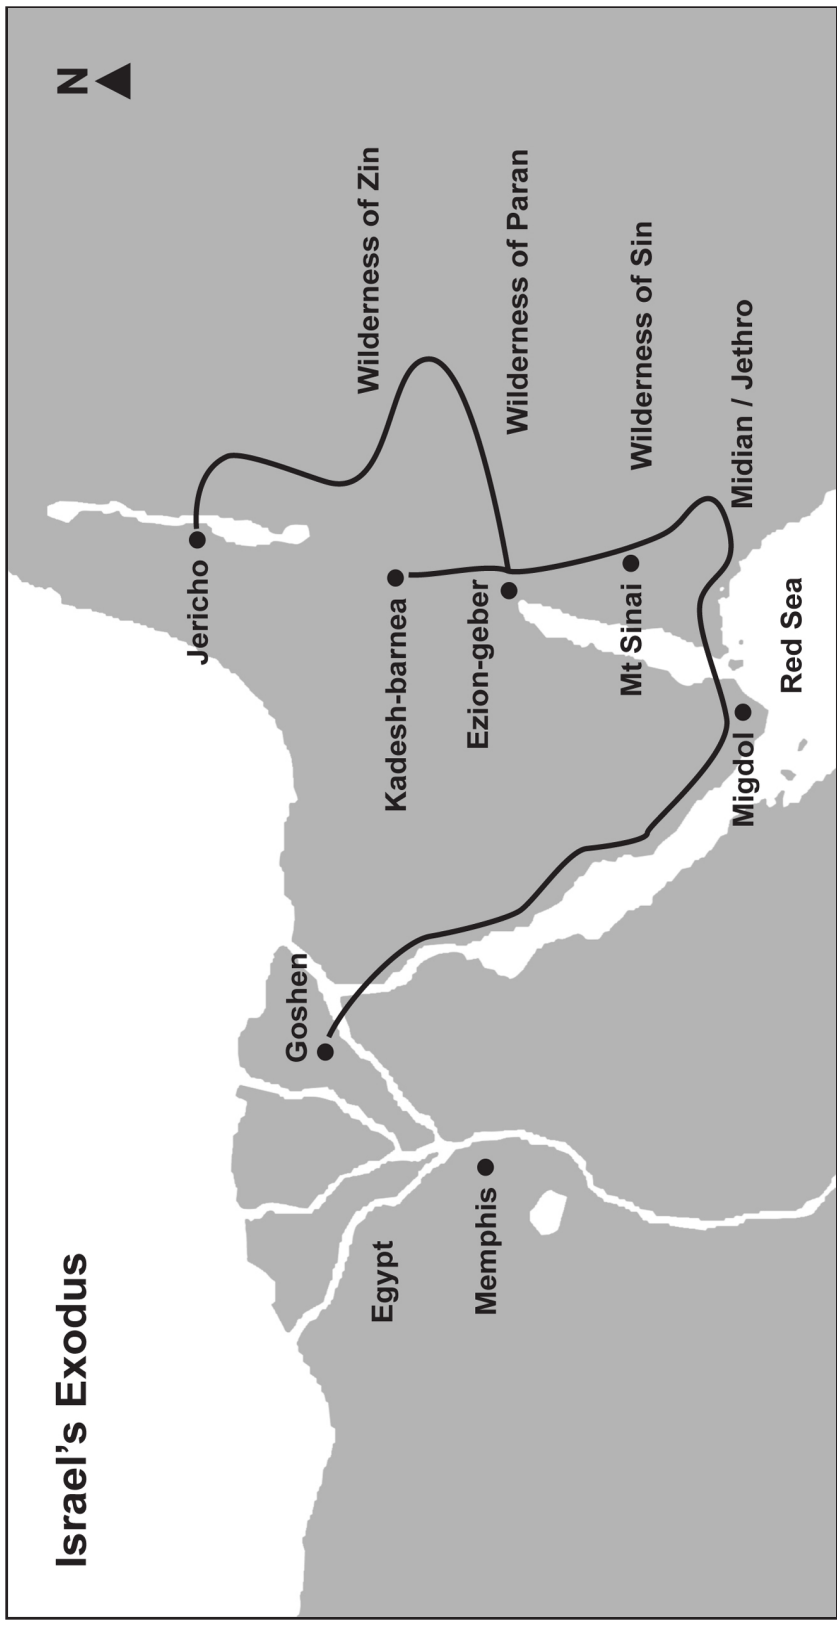 Israel’s Exodus
N
Jericho
Wilderness of Zin
Goshen
Kadesh-barnea
Egypt
Ezion-geber
Wilderness of Paran
Memphis
Mt Sinai
Wilderness of Sin
Migdol
Midian / Jethro
Red Sea